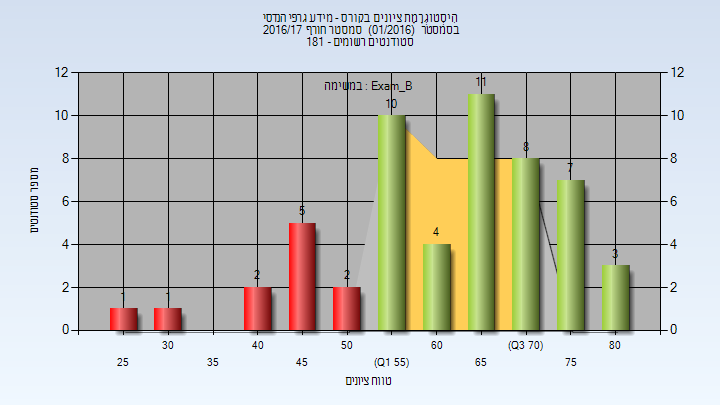 היסטוגרמת ציונים בקורס - מידע גרפי הנדסי
בסמסטר (01/2016) סמסטר חורף 2016/17
סטודנטים רשומים - 181
במשימה : Exam_B
12 12
10 10
8 8
6 6
4 4
2 2
0 0
1 1 2 5 2 10 4 11 8 7 3
מספר סטודנטים
30 40 50 60 (Q3 70) 80
25 35 45 (Q1 55) 65 75
טווח ציונים